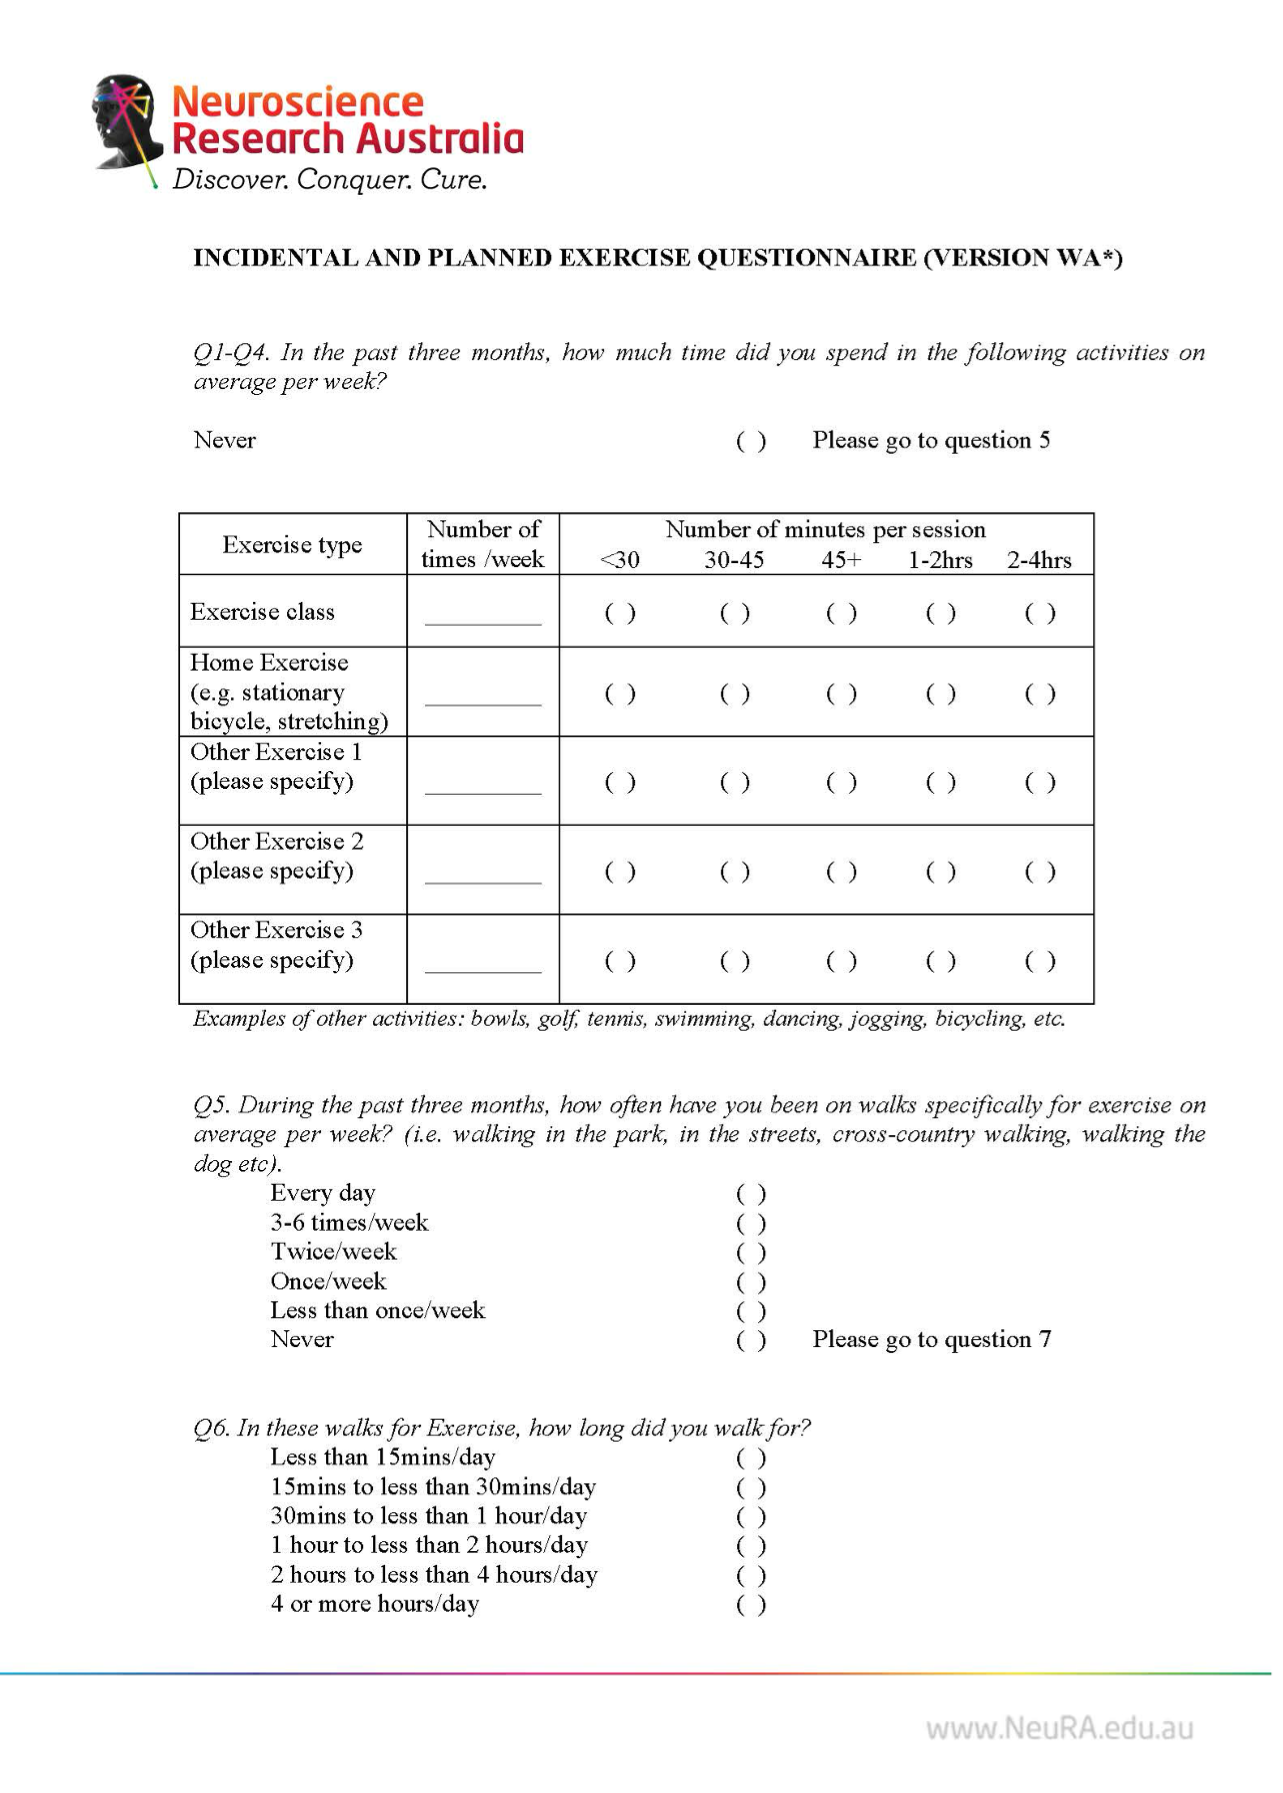 Neuroscience
Research Australia
Discover. Conquer. Cure.
INCIDENTAL AND PLANNED EXERCISE QUESTIONNAIRE (VERSION WA*)
Q1-Q4. In the past three months, how much time did you spend in the following activities on
average per week?
Never ( ) Please go to question 5
Exercise type
Number of
times /week
Number of minutes per session
<30 30-45 45+ 1-2hrs 2-4hrs
Exercise class _________ ( ) ( ) ( ) ( ) ( )
Home Exercise
(e.g. stationary _________ ( ) ( ) ( ) ( ) ( )
bicycle, stretching)
Other Exercise 1
(please specify) _________ ( ) ( ) ( ) ( ) ( )
Other Exercise 2
(please specify) _________ ( ) ( ) ( ) ( ) ( )
Other Exercise 3
(please specify) _________ ( ) ( ) ( ) ( ) ( )
Examples of other activities: bowls, golf, tennis, swimming, dancing, jogging, bicycling, etc.
Q5. During the past three months, how often have you been on walks specifically for exercise on
average per week? (i.e. walking in the park, in the streets, cross-country walking, walking the
dog etc).
Every day ( )
3-6 times/week ( )
Twice/week ( )
Once/week ( )
Less than once/week ( )
Never ( ) Please go to question 7
Q6. In these walks for Exercise, how long did you walk for?
Less than 15mins/day ( )
15mins to less than 30mins/day ( )
30mins to less than 1 hour/day ( )
1 hour to less than 2 hours/day ( )
2 hours to less than 4 hours/day ( )
4 or more hours/day ( )
www.NeuRA.edu.au